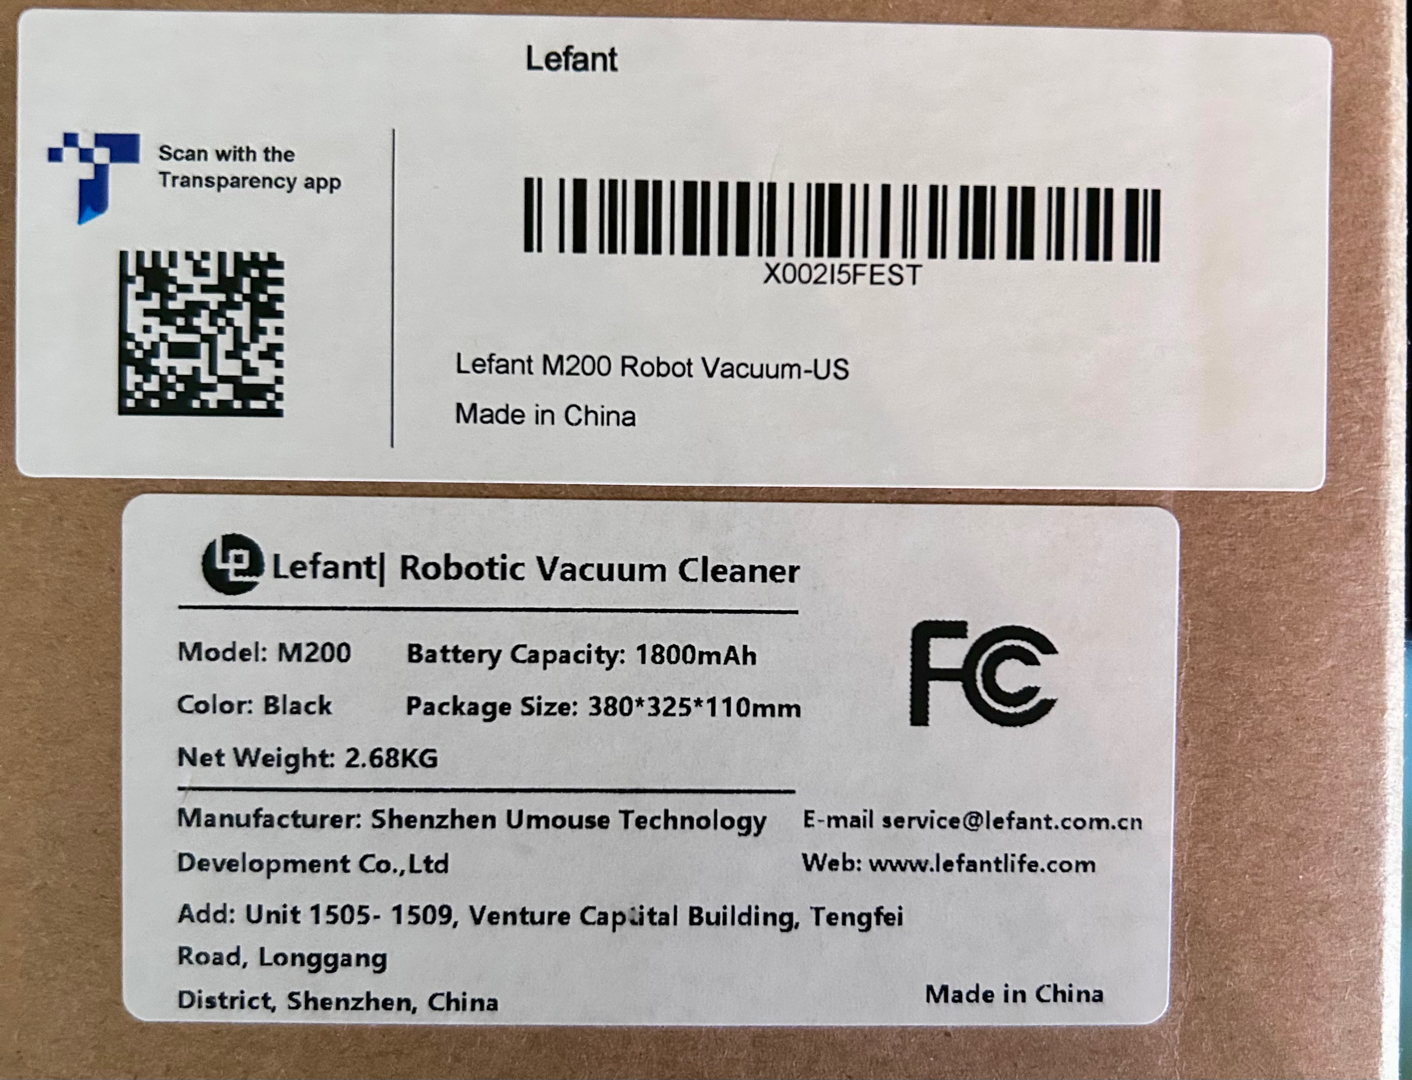 Lefant
Scan with the
Transparency app
X002I5FEST
Lefant M200 Robot Vacuum-US
Made in China
Lefant| Robotic Vacuum Cleaner
Model: M200 Battery Capacity: 1800mAh
Color: Black Package Size: 380*325*110mm
Net Weight: 2.68KG
FC
Manufacturer: Shenzhen Umouse Technology
Development Co.,Ltd
E-mail service@lefant.com.cn
Web: www.lefantlife.com
Add: Unit 1505- 1509, Venture Capital Building, Tengfei
Road, Longgang
District, Shenzhen, China
Made in China